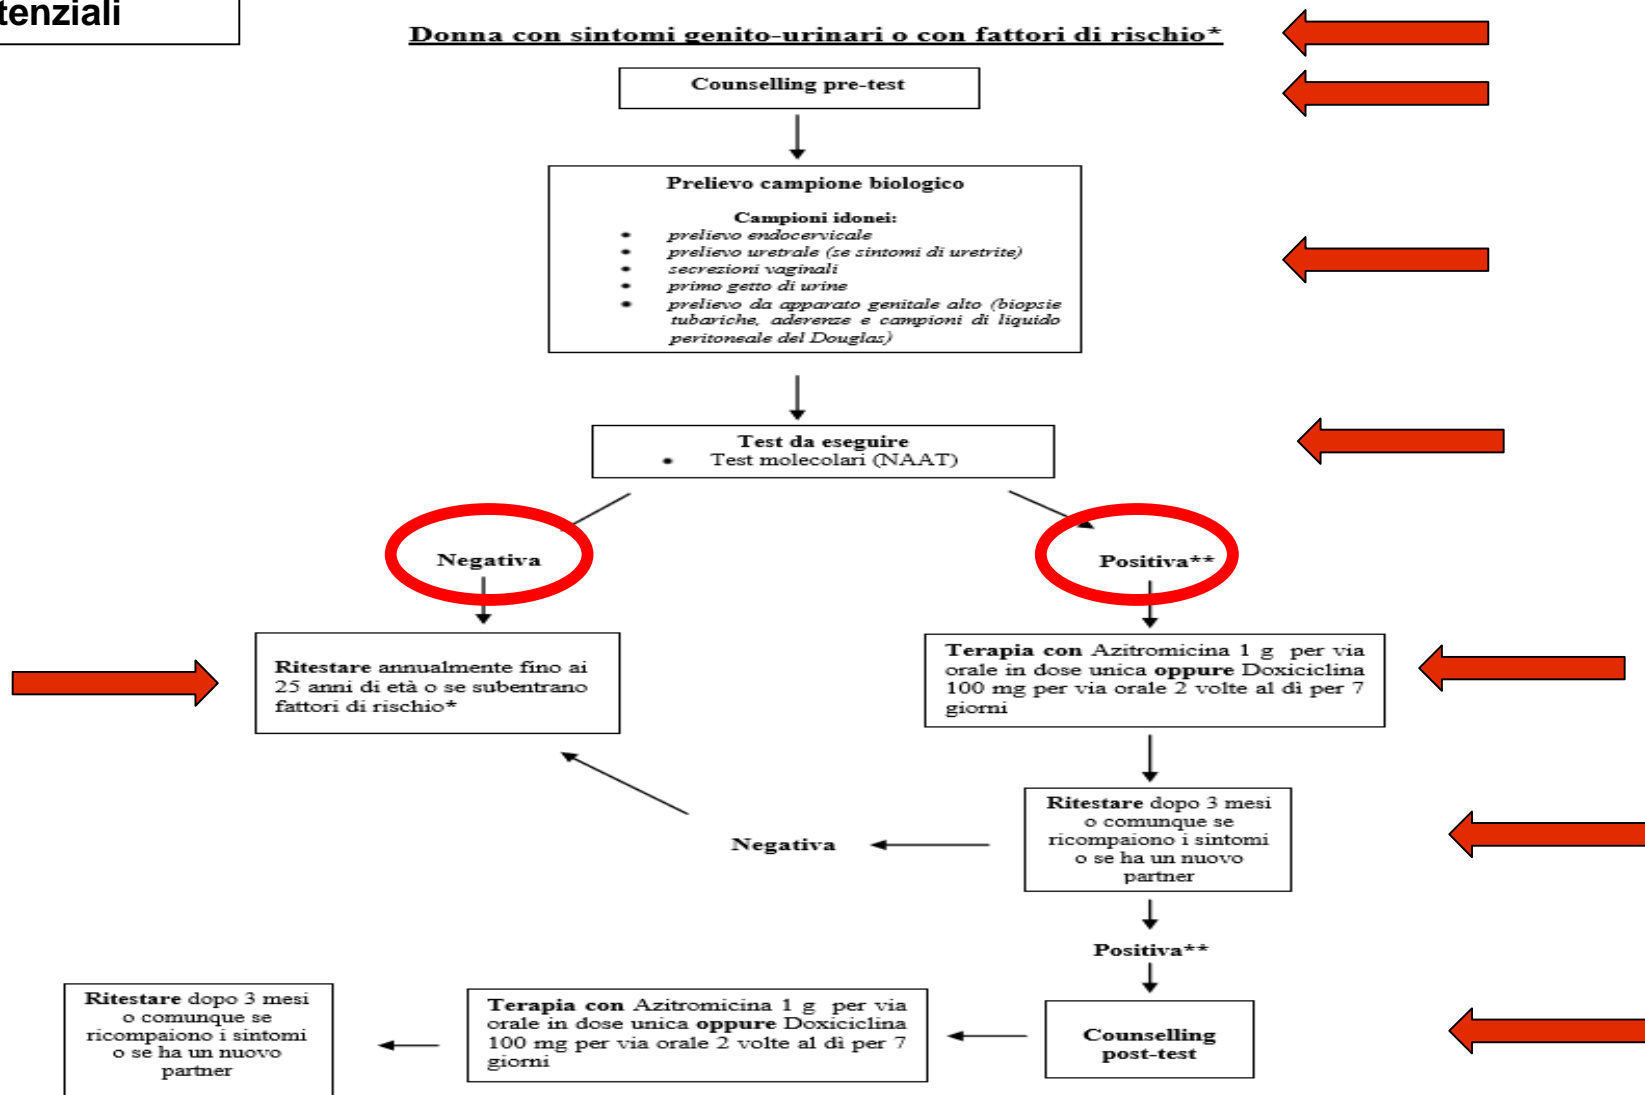 tenziali
Donna con sintomi genito-urinari o con fattori di rischio*
Counselling pre-test
Prelievo campione biologico
Campioni idonei:
• prelievo endocervicale
• prelievo uretrale (se sintomi di uretrite)
• secrezioni vaginali
• primo getto di urine
• prelievo da apparato genitale alto (biopsie
tubariche, aderenze e campioni di liquido
peritoneale del Douglas)
Test da eseguire
• Test molecolari (NAAT)
Negativa
Positiva**
Ritestare annualmente fino ai
25 anni di età o se subentrano
fattori di rischio*
Terapia con Azitromicina 1 g per via
orale in dose unica oppure Doxiciclina
100 mg per via orale 2 volte al dì per 7
giorni
Ritestare dopo 3 mesi
o comunque se
ricompaiono i sintomi
o se ha un nuovo
partner
Negativa
Positiva**
Counselling
post-test
Terapia con Azitromicina 1 g per via
orale in dose unica oppure Doxiciclina
100 mg per via orale 2 volte al dì per 7
giorni
Ritestare dopo 3 mesi
o comunque se
ricompaiono i sintomi
o se ha un nuovo
partner